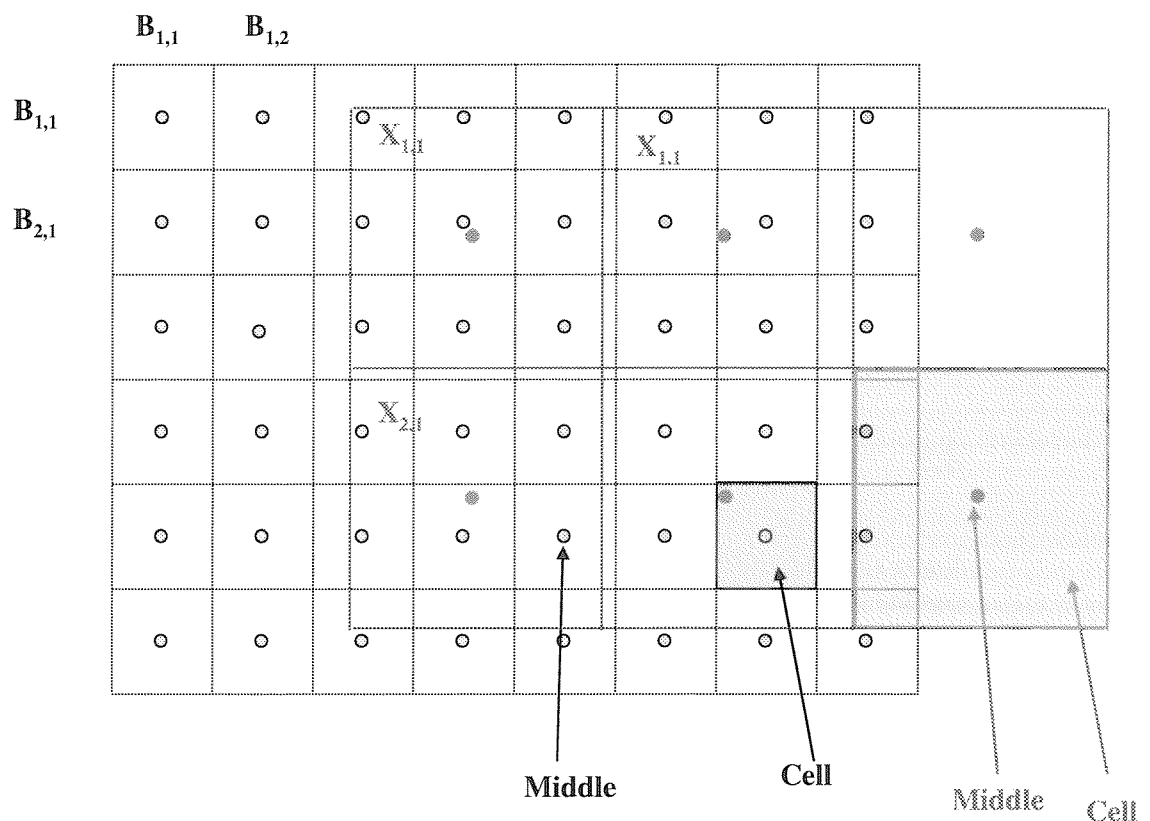 B1,1 B1,2
B1,1
X1,1 X1,1
B2,1
X2,1
Middle Cell Middle Cell